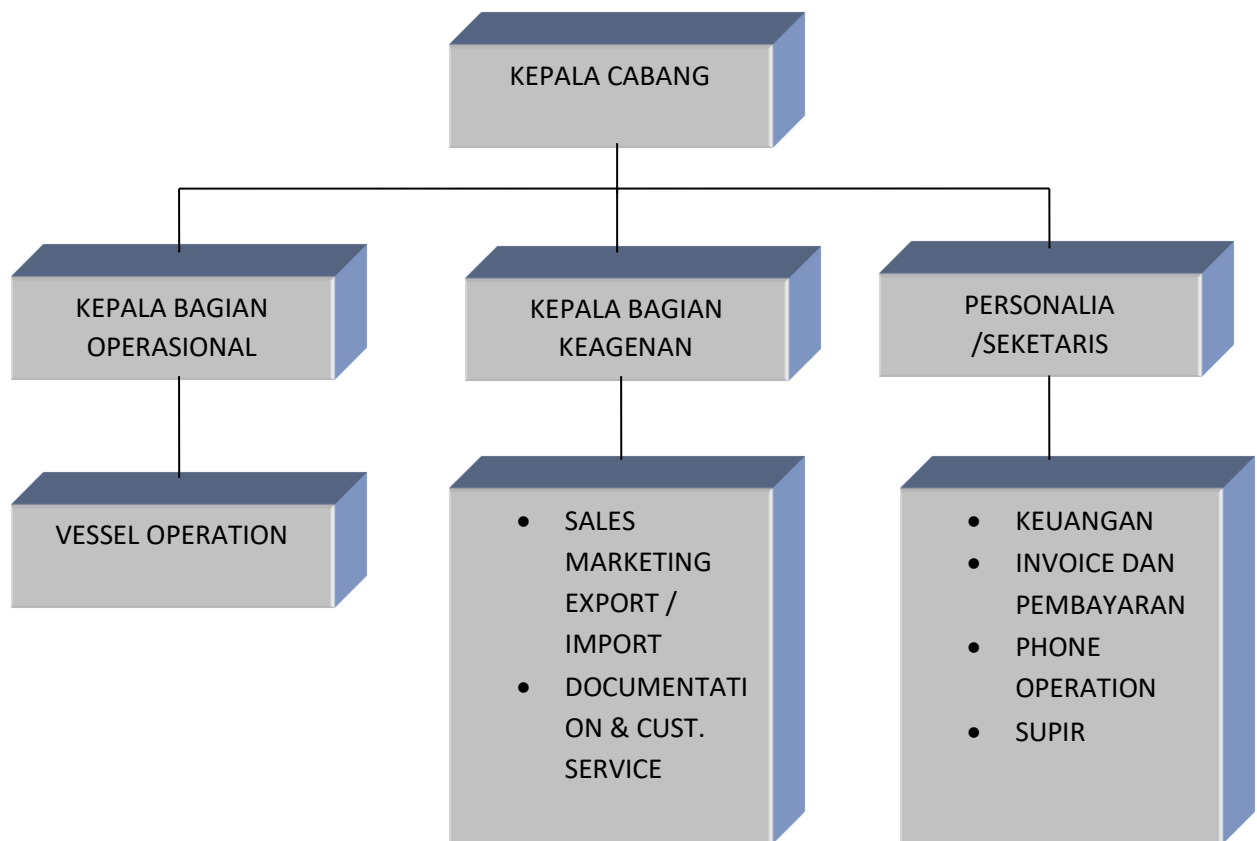 KEPALA CABANG
KEPALA BAGIAN
OPERASIONAL
KEPALA BAGIAN
KEAGENAN
PERSONALIA
/SEKETARIS
VESSEL OPERATION
• SALES
MARKETING
EXPORT /
IMPORT
• DOCUMENTATI
ON & CUST.
SERVICE
• KEUANGAN
• INVOICE DAN
PEMBAYARAN
• PHONE
OPERATION
• SUPIR